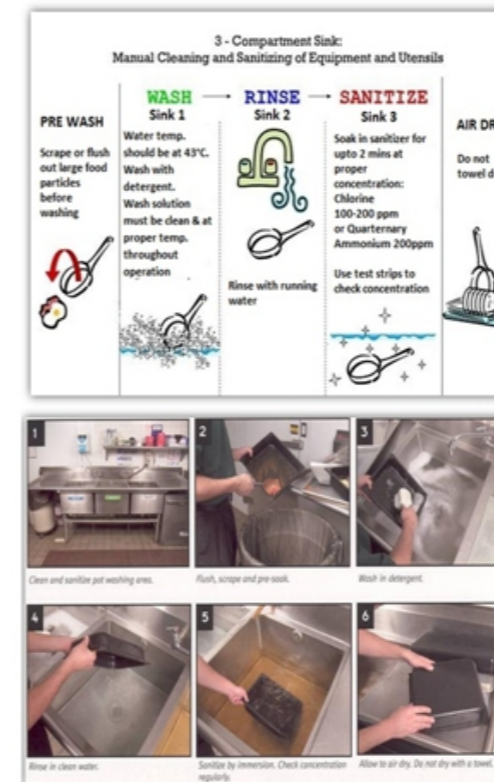 3 - Compartment Sink:
Manual Cleaning and Sanitizing of Equipment and Utensils
PRE WASH
Scrape or flush
out large food
particles
before
washing
WASH
Sink 1
Water temp.
should be at 43°C.
Wash with
detergent.
Wash solution
must be clean & at
proper temp.
throughout
operation
RINSE
Sink 2
Rinse with running
water
SANITIZE
Sink 3
Soak in sanitizer for
upto 2 mins at
proper
concentration:
Chlorine
100-200 ppm
or Quarternary
Ammonium 200ppm
Use test strips to
check concentration
AIR DR
Do not
towel d
1
Clean and sanitize pot washing area.
2
Flush, scrape and pre-soak.
3
Wash in detergent.
4
Rinse in clean water.
5
Sanitize by immersion. Check concentration
regularly.
6
Allow to air dry. Do not dry with a towel.